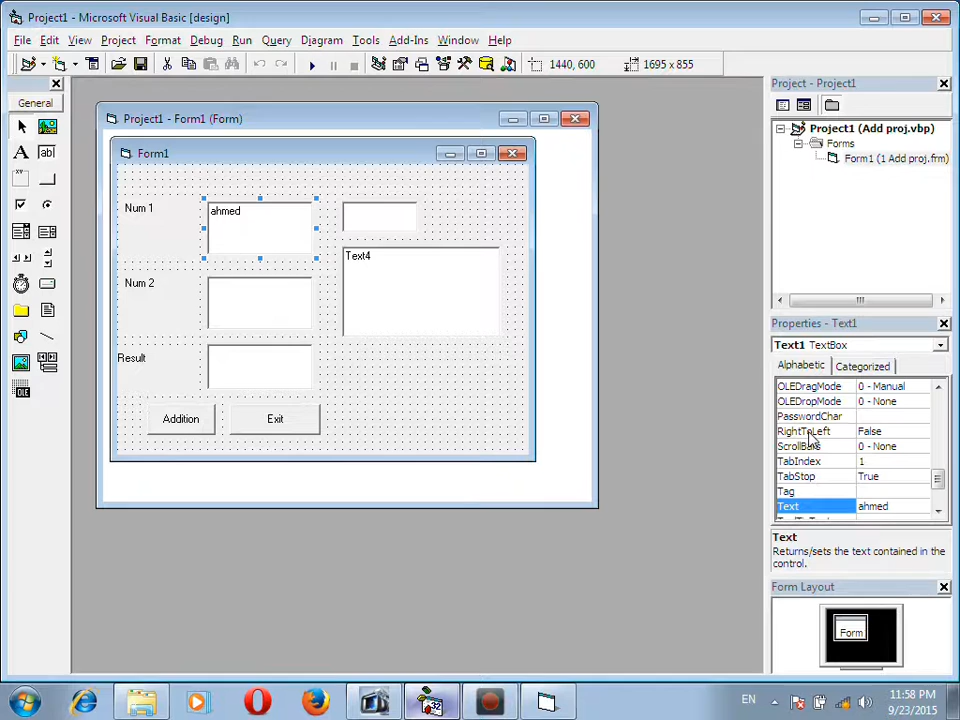 Project1 - Microsoft Visual Basic [design]
File Edit View Project Format Debug Run Query Diagram Tools Add-Ins Window Help
1440, 600 1695 x 855
General
A abl
OLE
Project1 - Form1 (Form)
Form1
Num 1
ahmed
Text4
Num 2
Result
Addition
Exit
Project - Project1
Project1 (Add proj.vbp)
Forms
Form1 (1 Add proj.frm)
Properties - Text1
Text1 TextBox
Alphabetic Categorized
OLEDragMode 0 - Manual
OLEDropMode 0 - None
PasswordChar
RightToLeft False
ScrollBars 0 - None
TabIndex 1
TabStop True
Tag
Text ahmed
Text
Returns/sets the text contained in the
control.
Form Layout
Form
EN
11:58 PM
9/23/2015